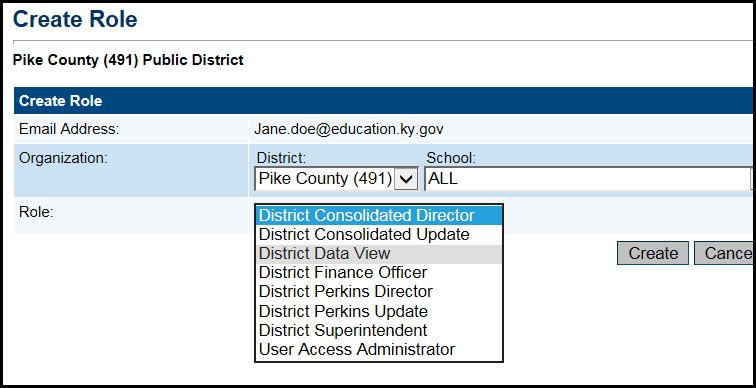 Create Role
Pike County (491) Public District
Create Role
Email Address: Jane.doe@education.ky.gov
Organization: District: School:
Pike County (491) ALL
Role:
District Consolidated Director
District Consolidated Update
District Data View
District Finance Officer
District Perkins Director
District Perkins Update
District Superintendent
User Access Administrator
Create Cance